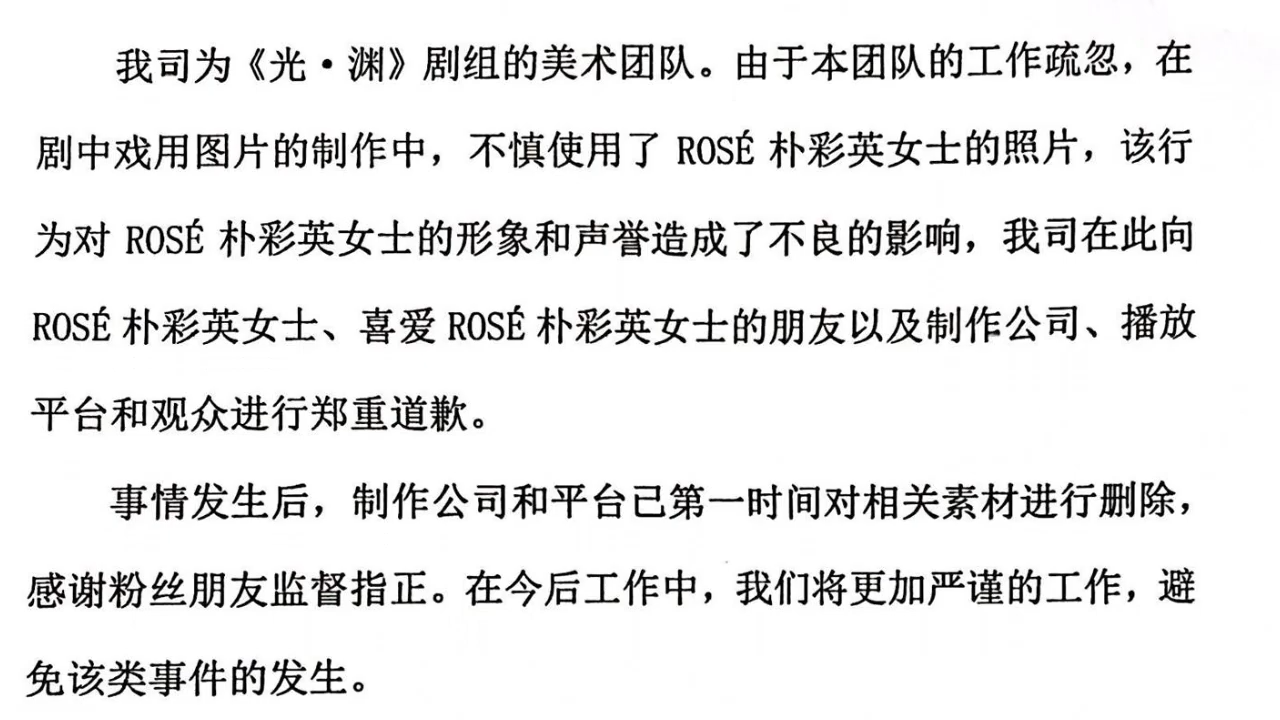 我司为《光·渊》剧组的美术团队。由于本团队的工作疏忽，在
剧中戏用图片的制作中，不慎使用了 ROSÉ 朴彩英女士的照片，该行
为对 ROSÉ 朴彩英女士的形象和声誉造成了不良的影响，我司在此向
ROSÉ 朴彩英女士、喜爱 ROSÉ 朴彩英女士的朋友以及制作公司、播放
平台和观众进行郑重道歉。
事情发生后，制作公司和平台已第一时间对相关素材进行删除，
感谢粉丝朋友监督指正。在今后工作中，我们将更加严谨的工作，避
免该类事件的发生。